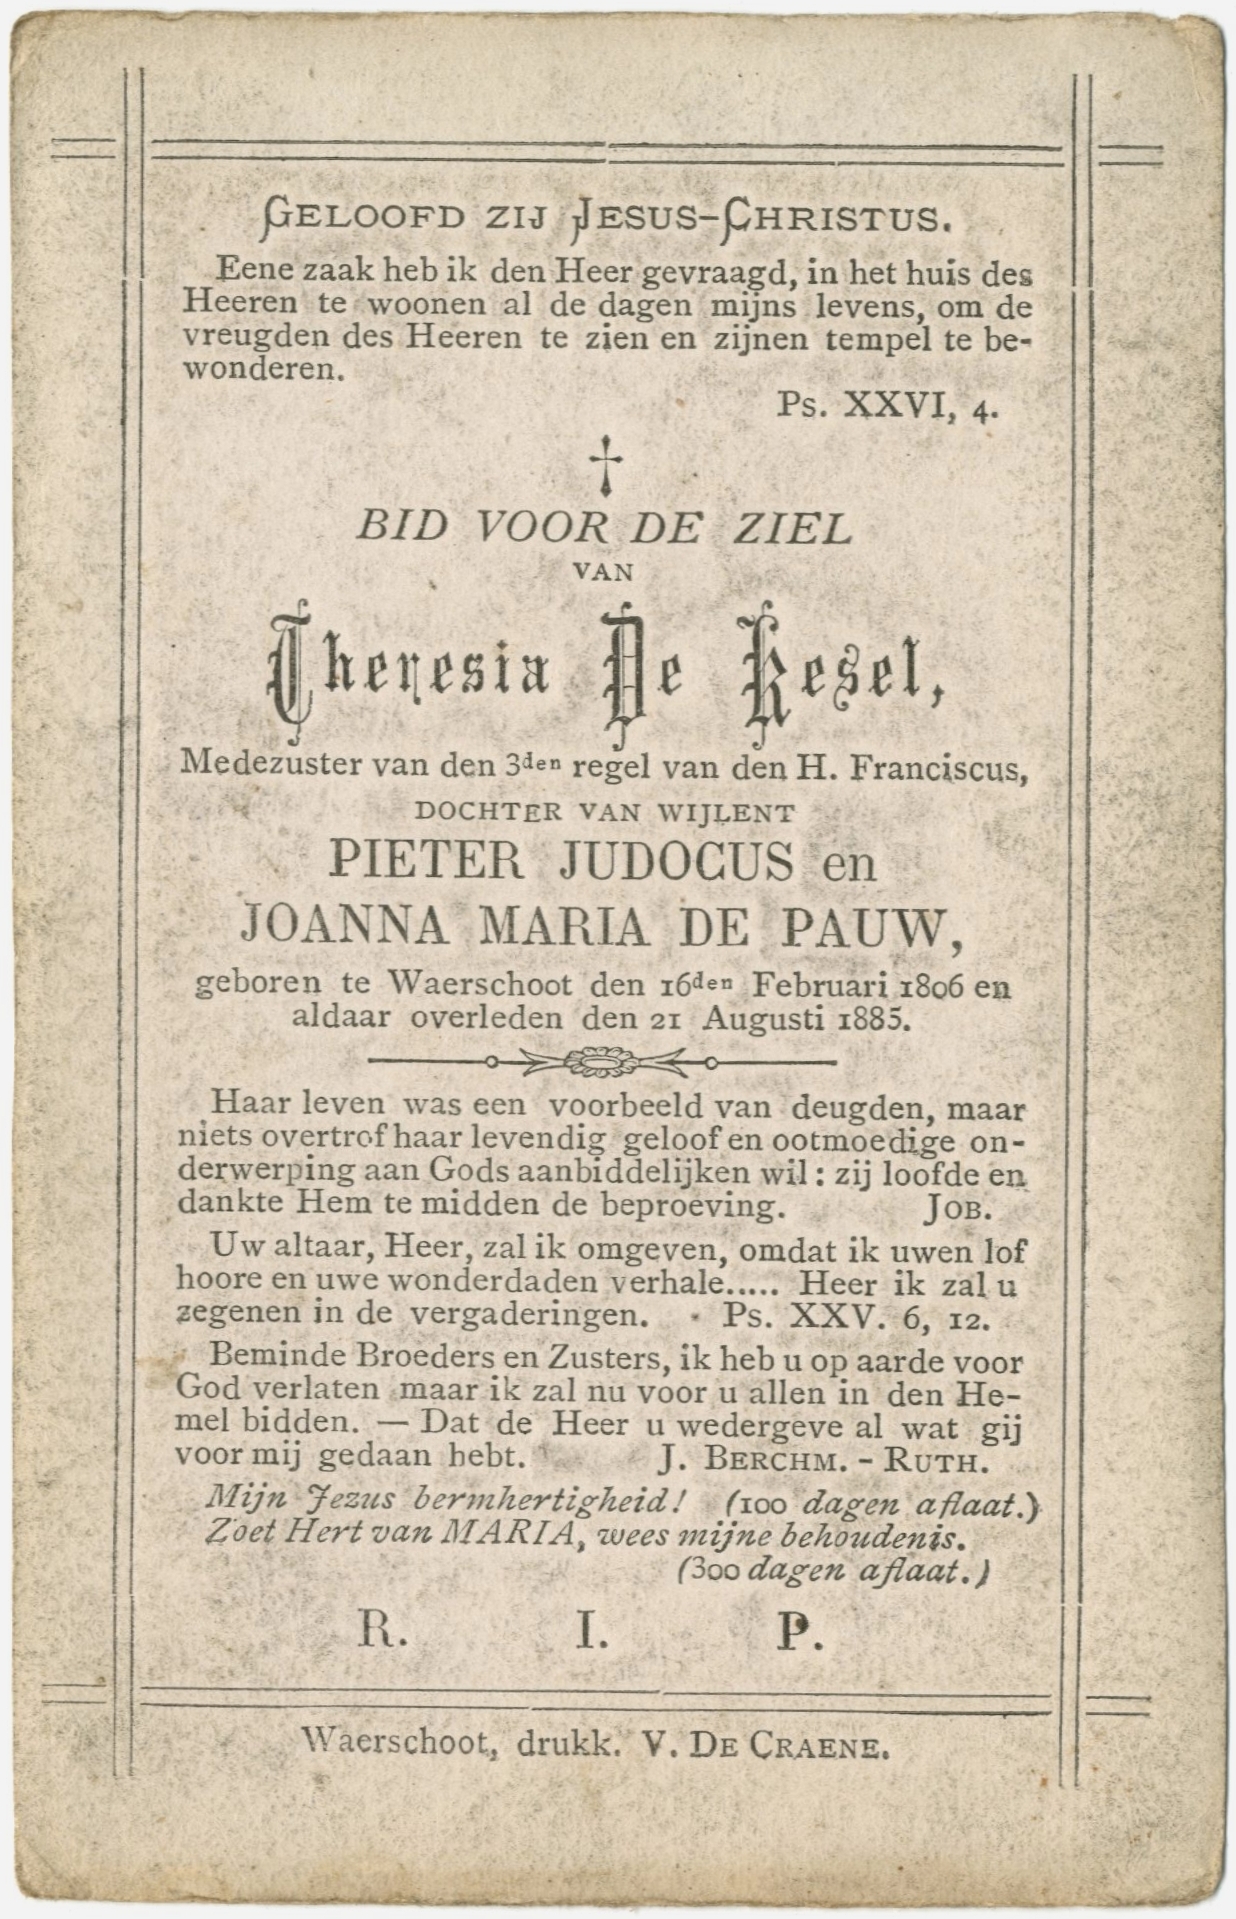 GELOOFD ZIJ JESUS-CHRISTUS.
Eene zaak heb ik den Heer gevraagd, in het huis des
Heeren te woonen al de dagen mijns levens, om de
vreugden des Heeren te zien en zijnen tempel te be-
wonderen.
Ps. XXVI, 4.
†
BID VOOR DE ZIEL
VAN
Theresia De Kesel,
Medezuster van den 3den regel van den H. Franciscus,
DOCHTER VAN WIJLENT
PIETER JUDOCUS en
JOANNA MARIA DE PAUW,
geboren te Waerschoot den 16den Februari 1806 en
aldaar overleden den 21 Augusti 1885.
Haar leven was een voorbeeld van deugden, maar
niets overtrof haar levendig geloof en ootmoedige on-
derwerping aan Gods aanbiddelijken wil: zij loofde en
dankte Hem te midden de beproeving. JOB.
Uw altaar, Heer, zal ik omgeven, omdat ik uwen lof
hoore en uwe wonderdaden verhale..... Heer ik zal u
zegenen in de vergaderingen. Ps. XXV. 6, 12.
Beminde Broeders en Zusters, ik heb u op aarde voor
God verlaten maar ik zal nu voor u allen in den He-
mel bidden. — Dat de Heer u wedergeve al wat gij
voor mij gedaan hebt. J. BERCHM. - RUTH.
Mijn Jezus bermhertigheid! (100 dagen aflaat.)
Zoet Hert van MARIA, wees mijne behoudenis.
(300 dagen aflaat.)
R. I. P.
Waerschoot, drukk. V. DE CRAENE.